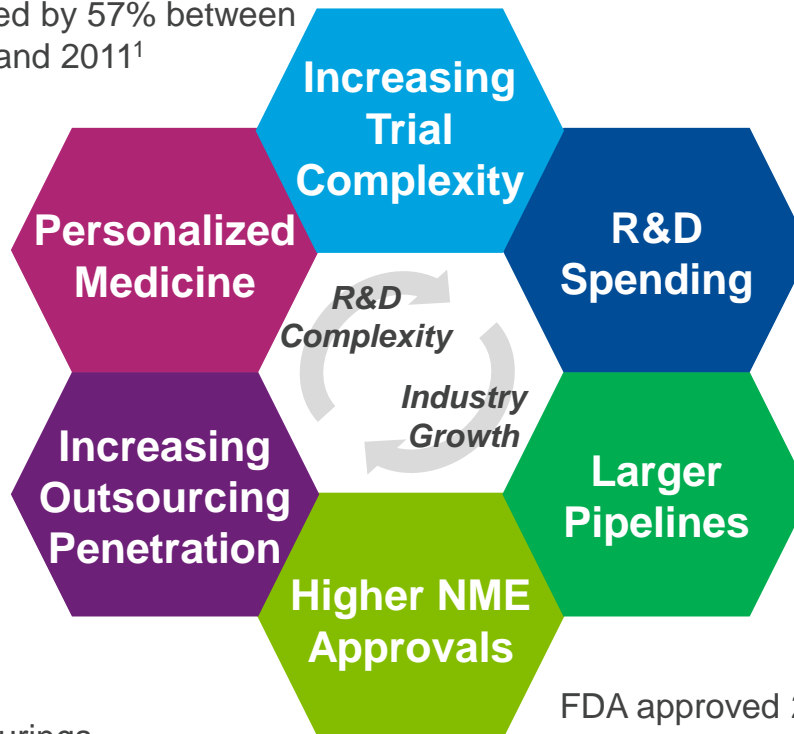 by 57% between
and 2011¹
Increasing
Trial
Complexity
Personalized
Medicine
R&D
Spending
R&D
Complexity
Industry
Growth
Increasing
Outsourcing
Penetration
Larger
Pipelines
Higher NME
Approvals
FDA approved